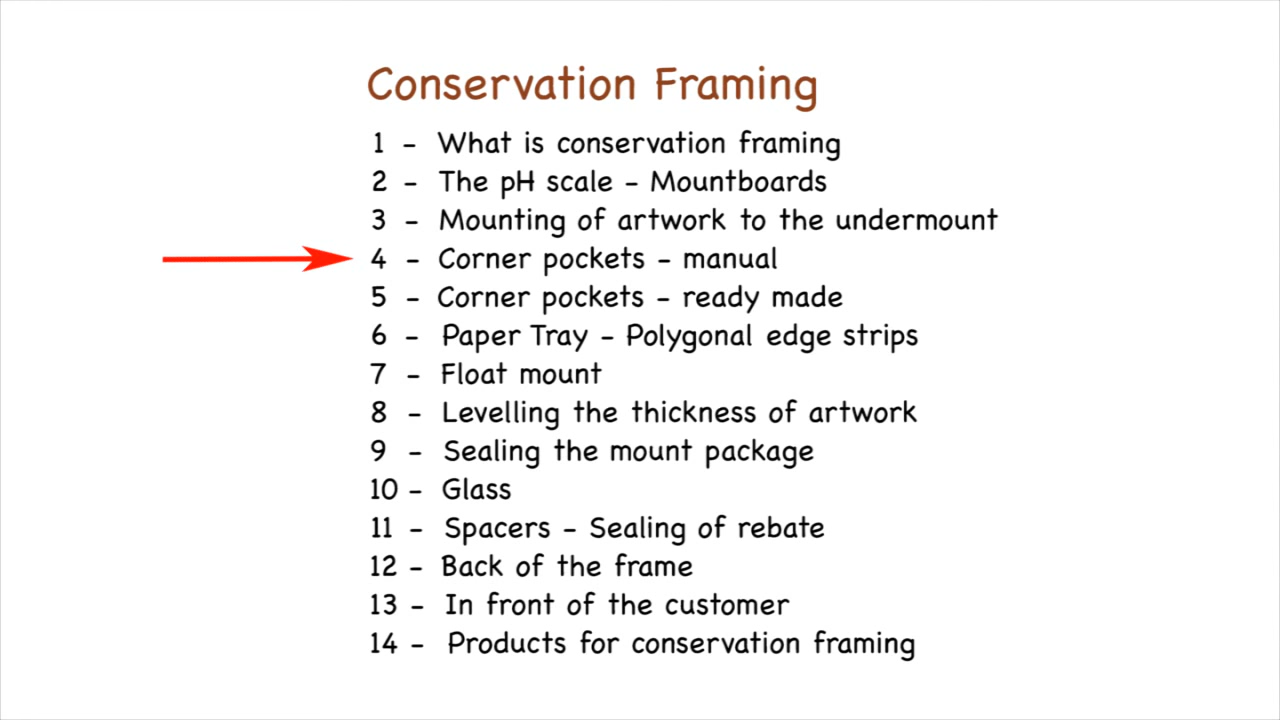 Conservation Framing
1 - What is conservation framing
2 - The pH scale - Mountboards
3 - Mounting of artwork to the undermount
4 - Corner pockets - manual
5 - Corner pockets - ready made
6 - Paper Tray - Polygonal edge strips
7 - Float mount
8 - Levelling the thickness of artwork
9 - Sealing the mount package
10 - Glass
11 - Spacers - Sealing of rebate
12 - Back of the frame
13 - In front of the customer
14 - Products for conservation framing